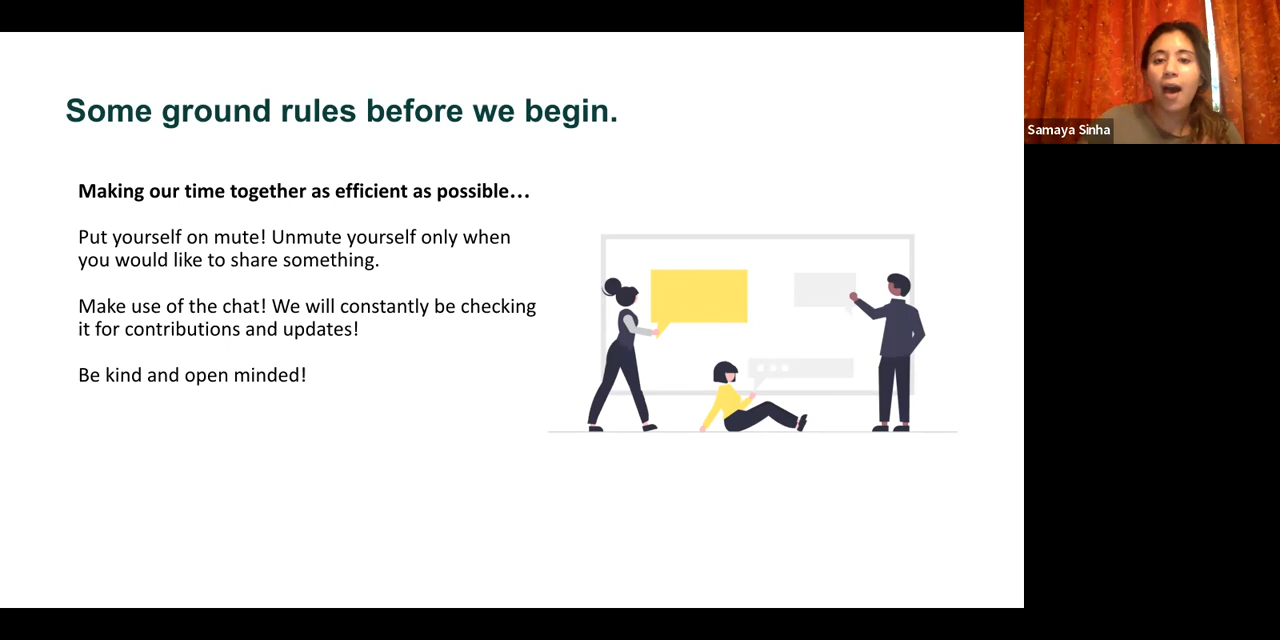 Some ground rules before we begin.
Making our time together as efficient as possible…
Put yourself on mute! Unmute yourself only when
you would like to share something.
Make use of the chat! We will constantly be checking
it for contributions and updates!
Be kind and open minded!
Samaya Sinha